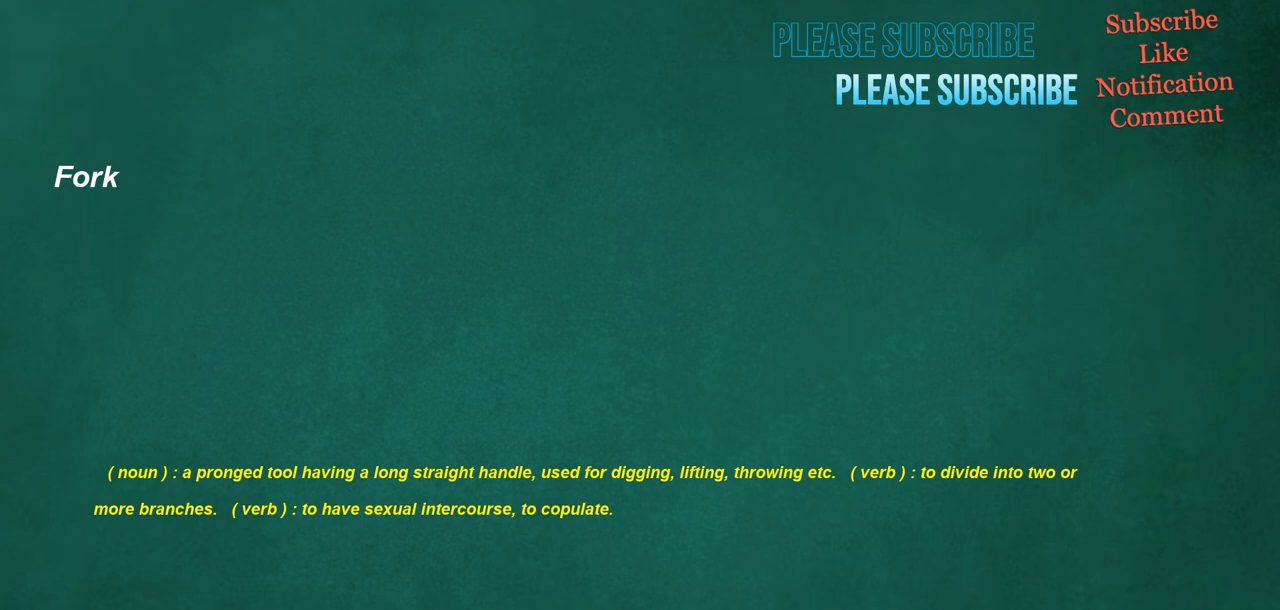 PLEASE SUBSCRIBE
PLEASE SUBSCRIBE
Subscribe
Like
Notification
Comment
Fork
( noun ) : a pronged tool having a long straight handle, used for digging, lifting, throwing etc.   ( verb ) : to divide into two or
more branches.   ( verb ) : to have sexual intercourse, to copulate.